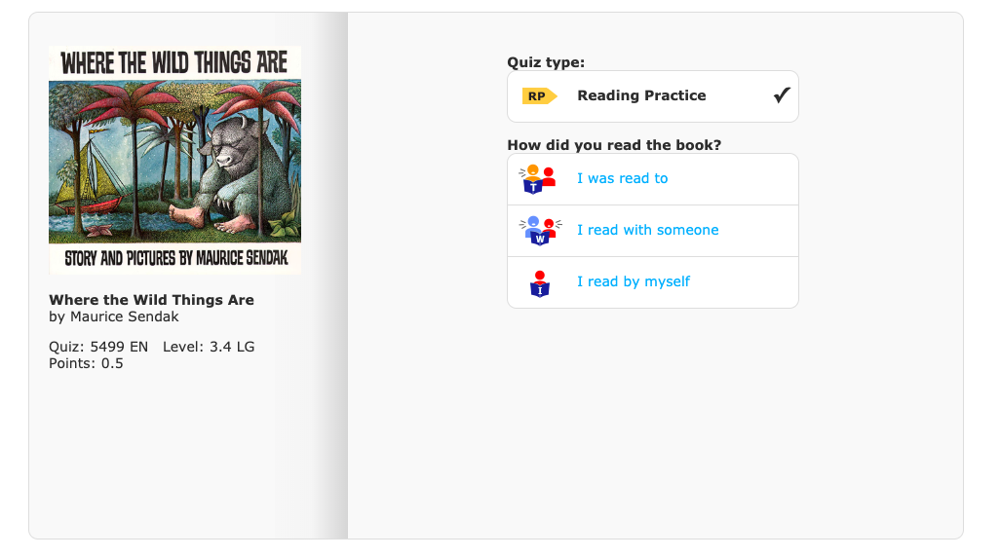 WHERE THE WILD THINGS ARE
STORY AND PICTURES BY MAURICE SENDAK
Where the Wild Things Are
by Maurice Sendak
Quiz: 5499 EN Level: 3.4 LG
Points: 0.5
Quiz type:
RP Reading Practice
How did you read the book?
T I was read to
W I read with someone
I I read by myself